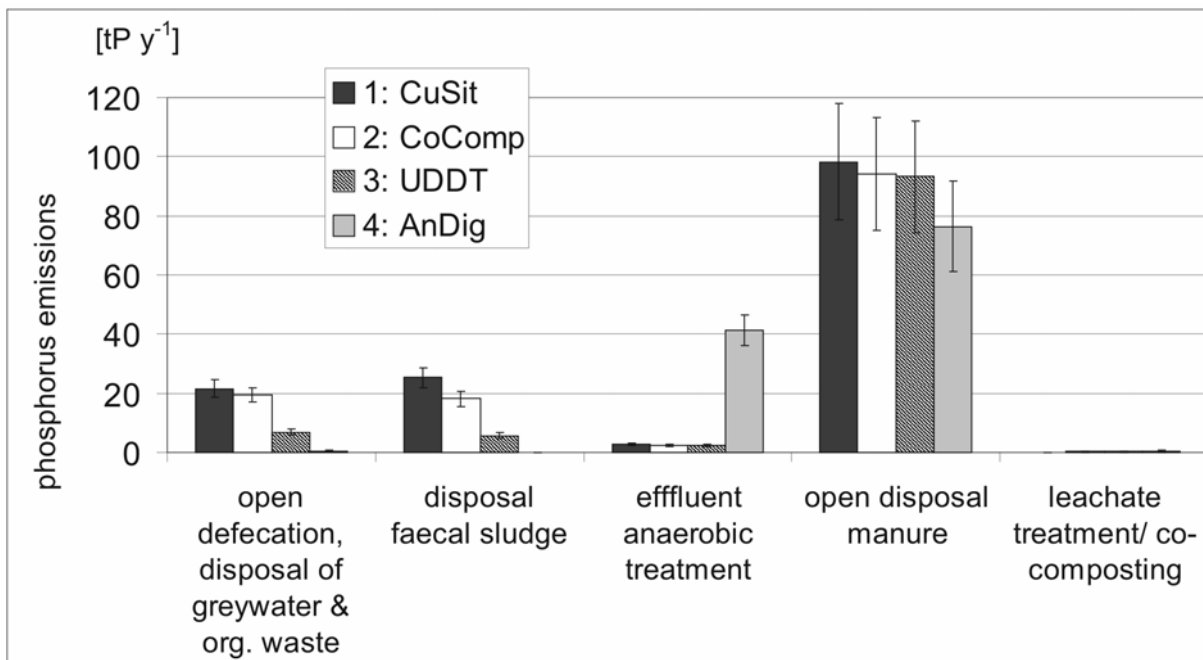 [tP y-1]
1: CuSit
2: CoComp
3: UDDT
4: AnDig
phosphorus emissions
120
100
80
60
40
20
0
open
defecation,
disposal of
greywater &
org. waste
disposal
faecal sludge
efffluent
anaerobic
treatment
open disposal
manure
leachate
treatment/ co-
composting